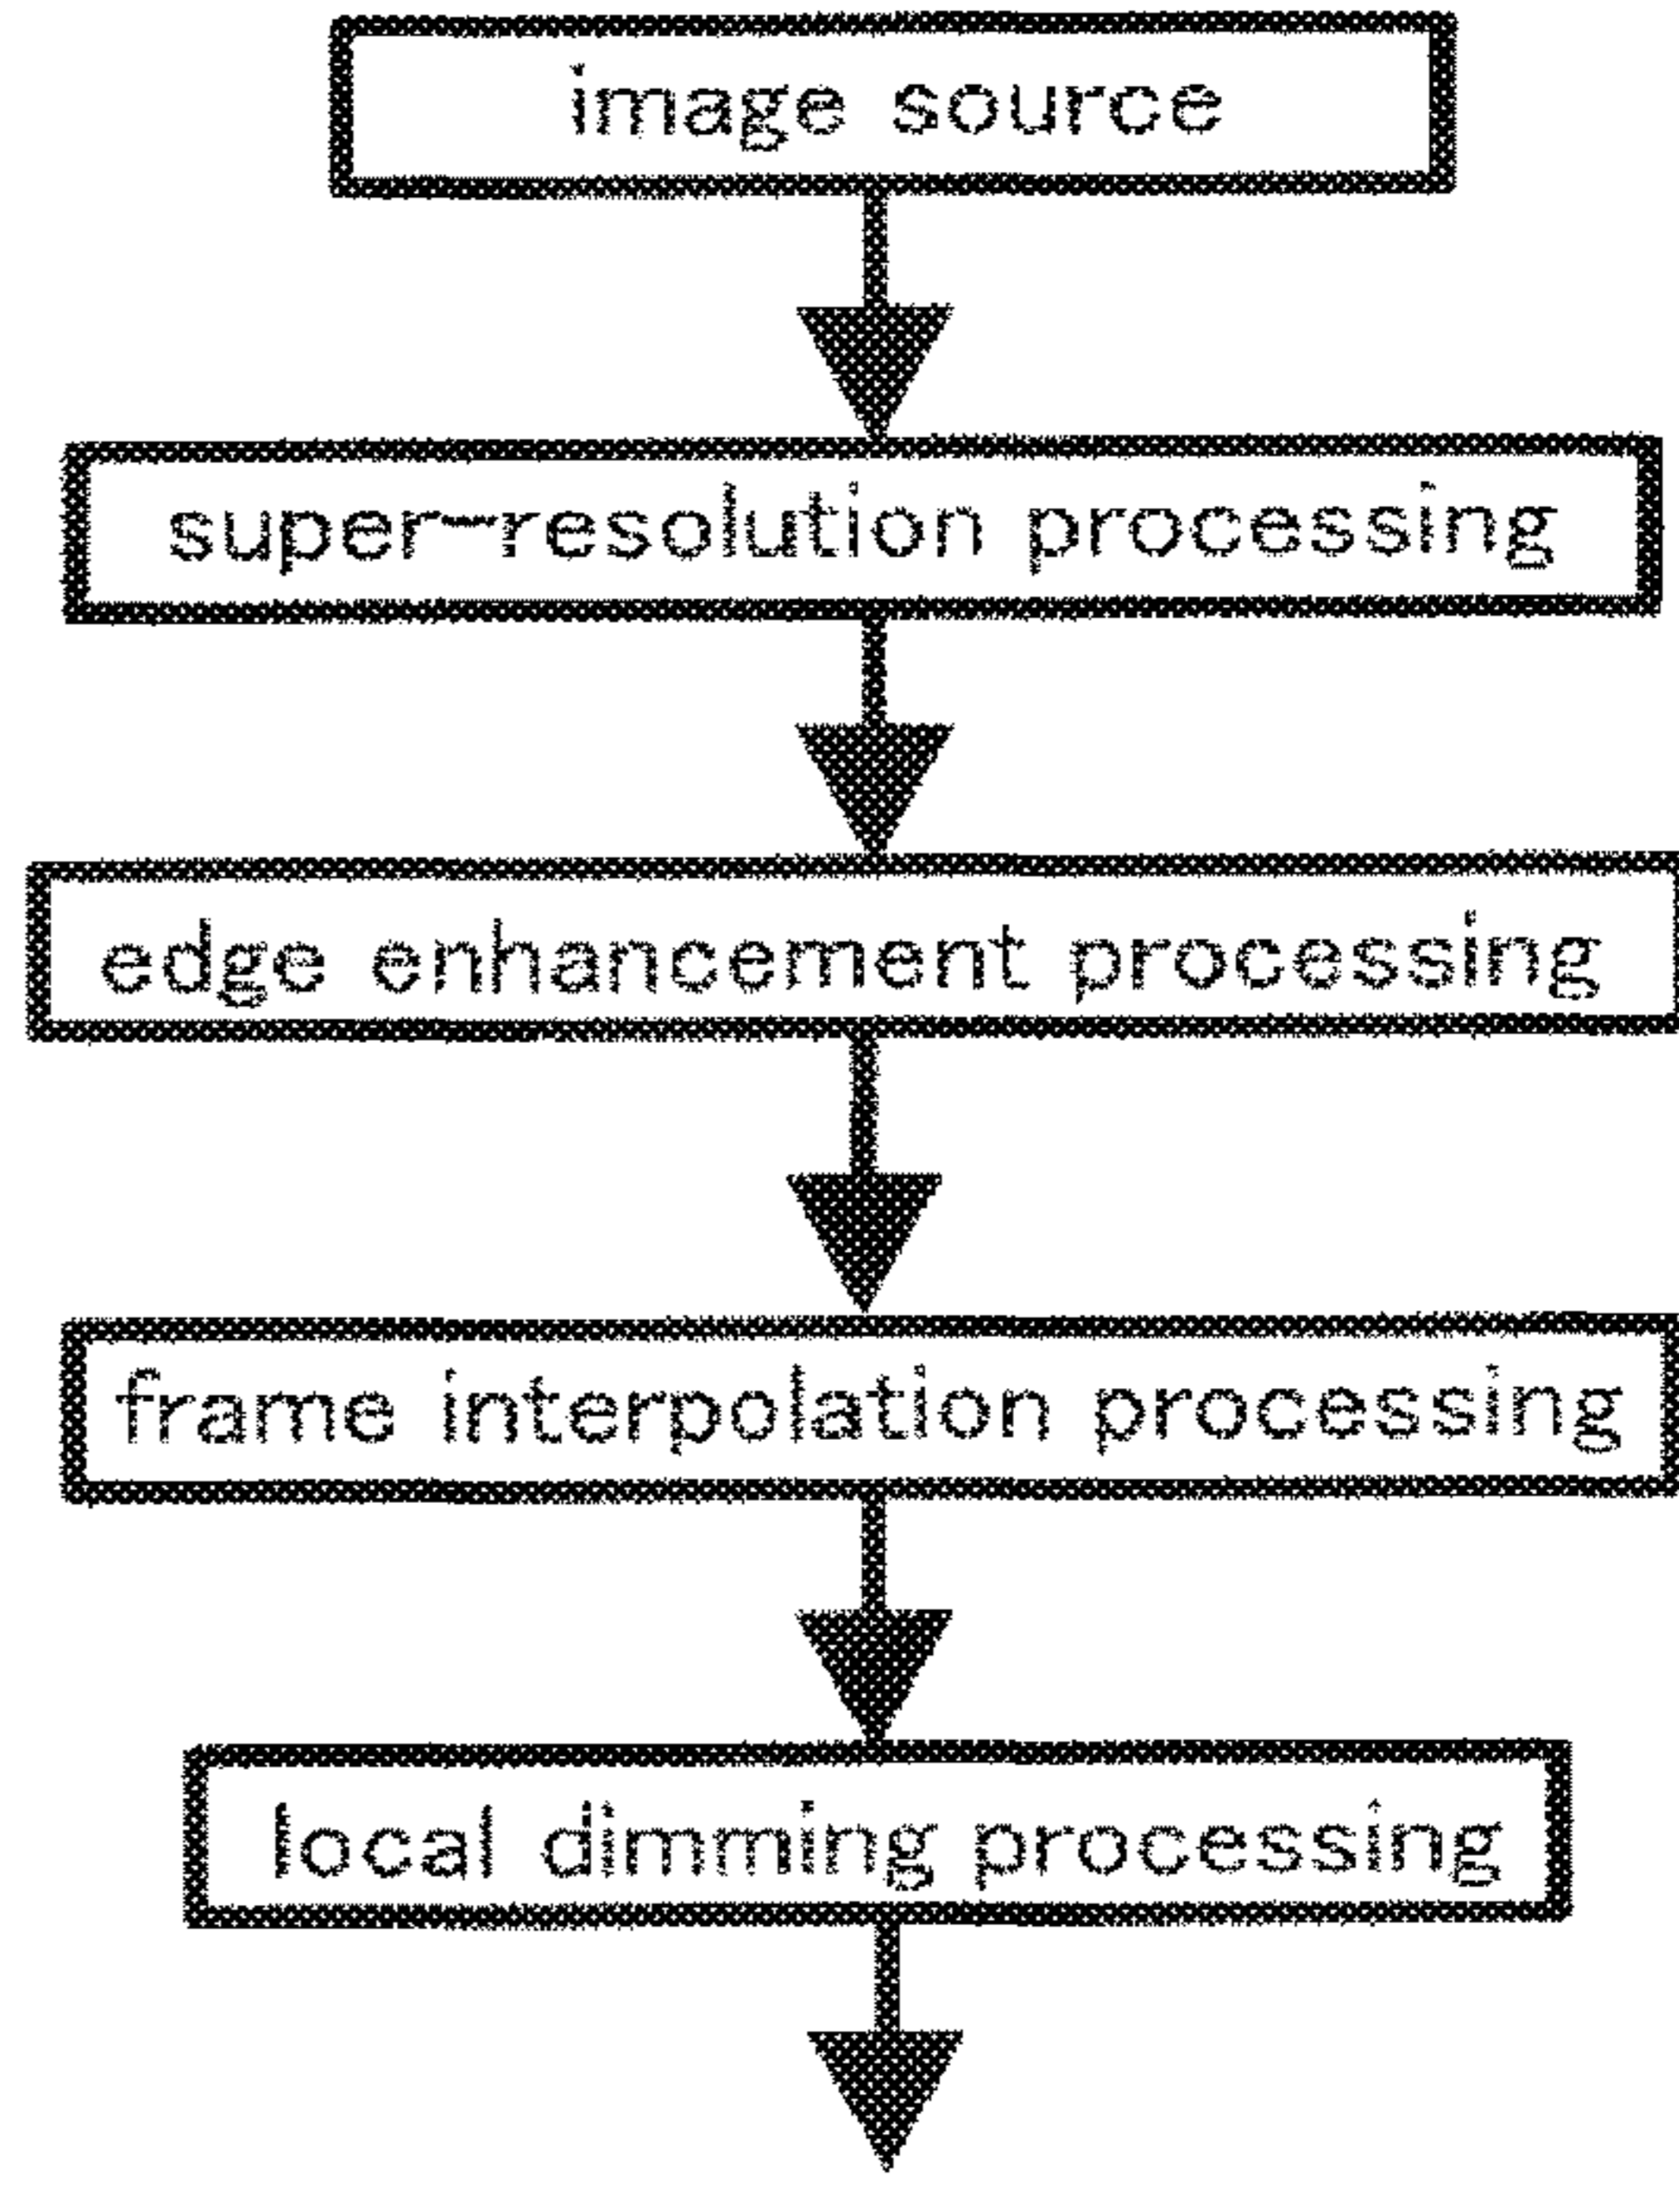 image source
super-resolution processing
edge enhancement processing
frame interpolation processing
local dimming processing